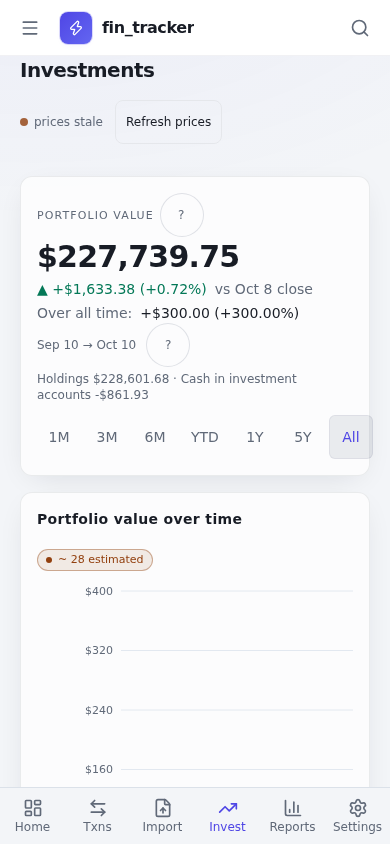 fin_tracker
Investments
prices stale
Refresh prices
PORTFOLIO VALUE ?
$227,739.75
▲ +$1,633.38 (+0.72%) vs Oct 8 close
Over all time: +$300.00 (+300.00%)
Sep 10 → Oct 10 ?
Holdings $228,601.68 · Cash in investment
accounts -$861.93
1M 3M 6M YTD 1Y 5Y All
Portfolio value over time
~ 28 estimated
$400
$320
$240
$160
Home Txns Import Invest Reports Settings